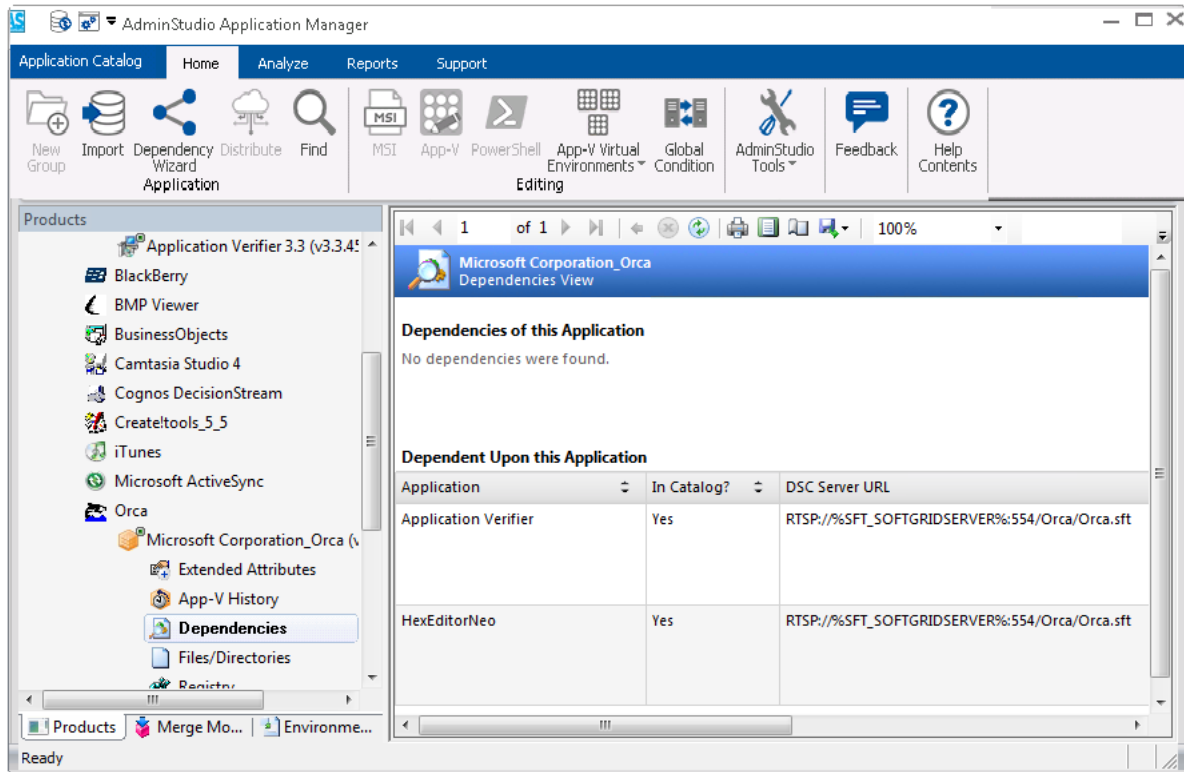 AdminStudio Application Manager
Application Catalog Home Analyze Reports Support
New Group
Import
Dependency Wizard
Distribute
Find
MSI
MSI
App-V
PowerShell
App-V Virtual Environments
Global Condition
AdminStudio Tools
Feedback
Help Contents
Application
Editing
Products
Application Verifier 3.3 (v3.3.45
BlackBerry
BMP Viewer
BusinessObjects
Camtasia Studio 4
Cognos DecisionStream
Create!tools_5_5
iTunes
Microsoft ActiveSync
Orca
Microsoft Corporation_Orca (v
Extended Attributes
App-V History
Dependencies
Files/Directories
Registry
Products Merge Mo... Environme...
1 of 1 100%
Microsoft Corporation_Orca
Dependencies View
Dependencies of this Application
No dependencies were found.
Dependent Upon this Application
Application In Catalog? DSC Server URL
Application Verifier Yes RTSP://%SFT_SOFTGRIDSERVER%:554/Orca/Orca.sft
HexEditorNeo Yes RTSP://%SFT_SOFTGRIDSERVER%:554/Orca/Orca.sft
Ready